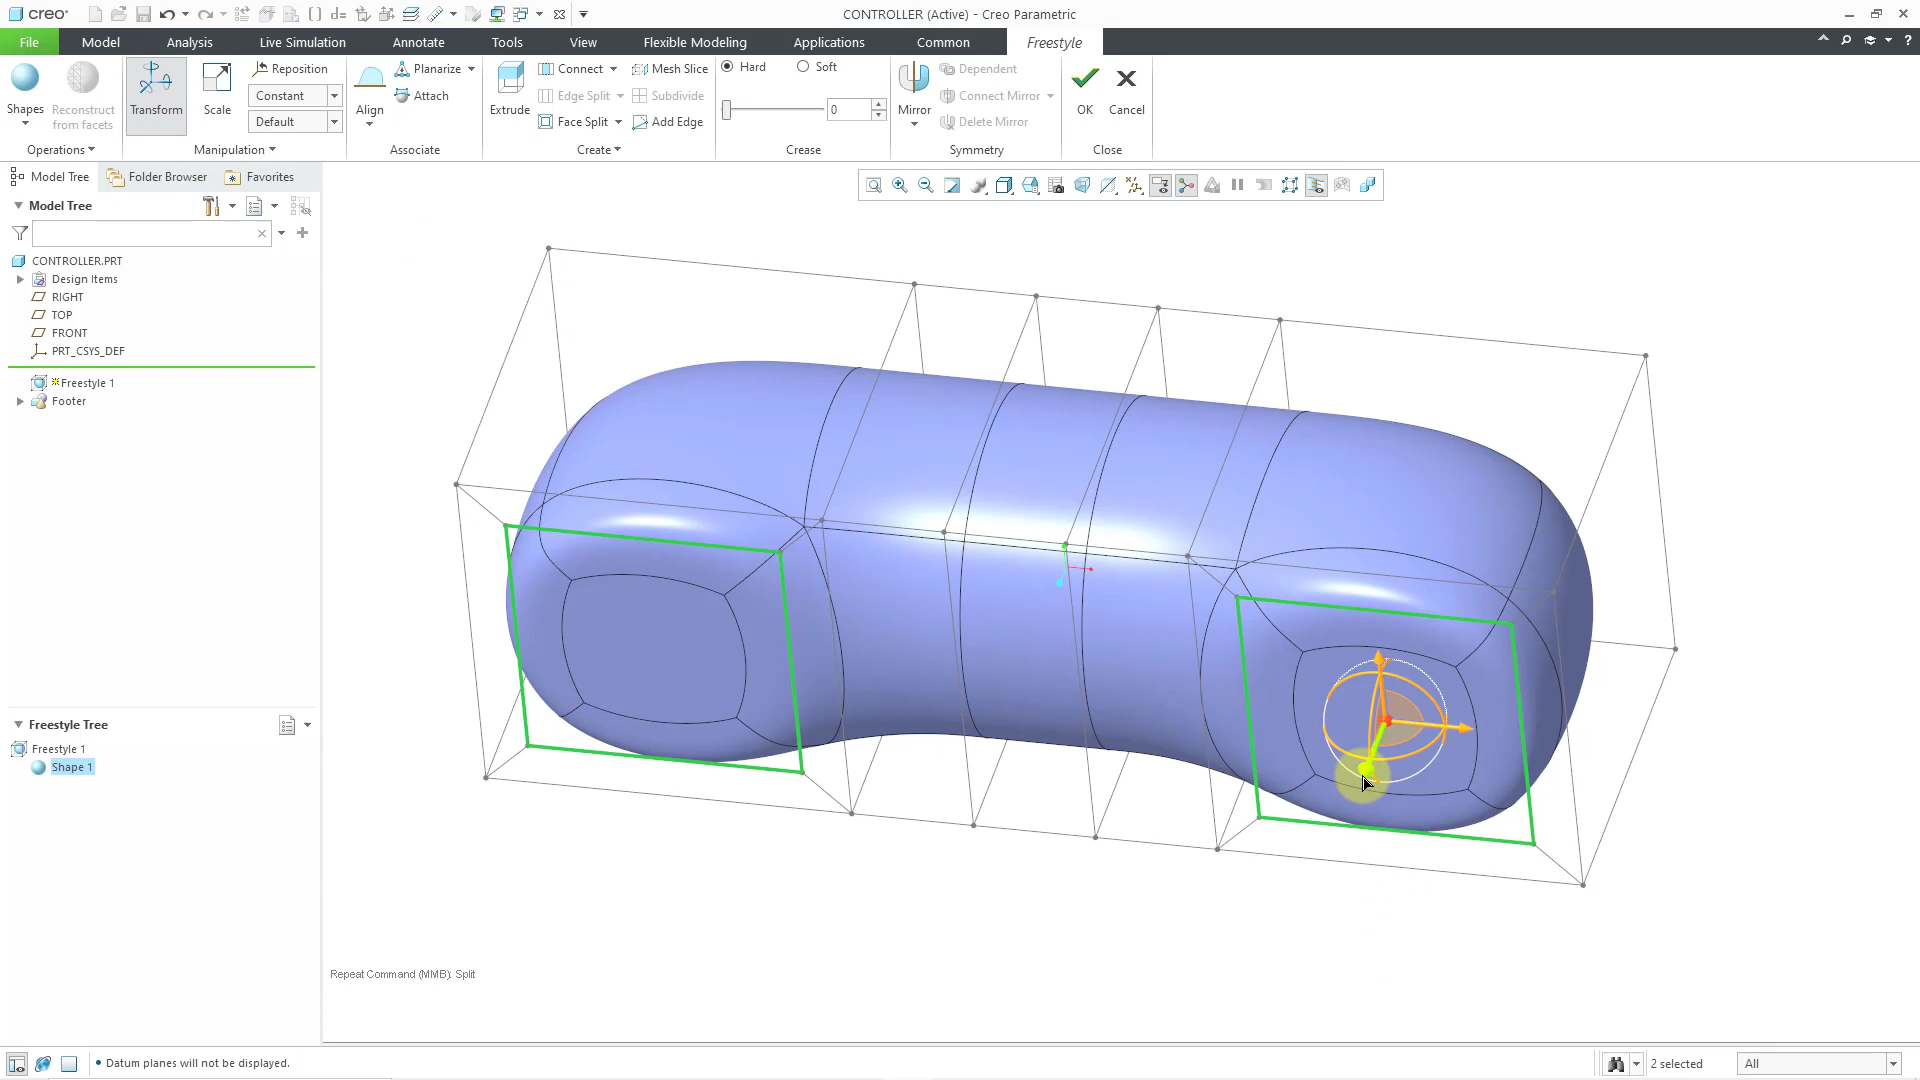 creo
CONTROLLER (Active) - Creo Parametric
File
Model
Analysis
Live Simulation
Annotate
Tools
View
Flexible Modeling
Applications
Common
Freestyle
Shapes
Reconstruct
from facets
Operations
Transform
Scale
Reposition
Constant
Default
Manipulation
Align
Planarize
Attach
Associate
Extrude
Connect
Edge Split
Face Split
Mesh Slice
Subdivide
Add Edge
Create
Hard
Soft
0
Crease
Mirror
Dependent
Connect Mirror
Delete Mirror
Symmetry
OK
Cancel
Close
Model Tree
Folder Browser
Favorites
Model Tree
CONTROLLER.PRT
Design Items
RIGHT
TOP
FRONT
PRT_CSYS_DEF
Freestyle 1
Footer
Freestyle Tree
Freestyle 1
Shape 1
Repeat Command (MMB): Split
Datum planes will not be displayed.
2 selected
All